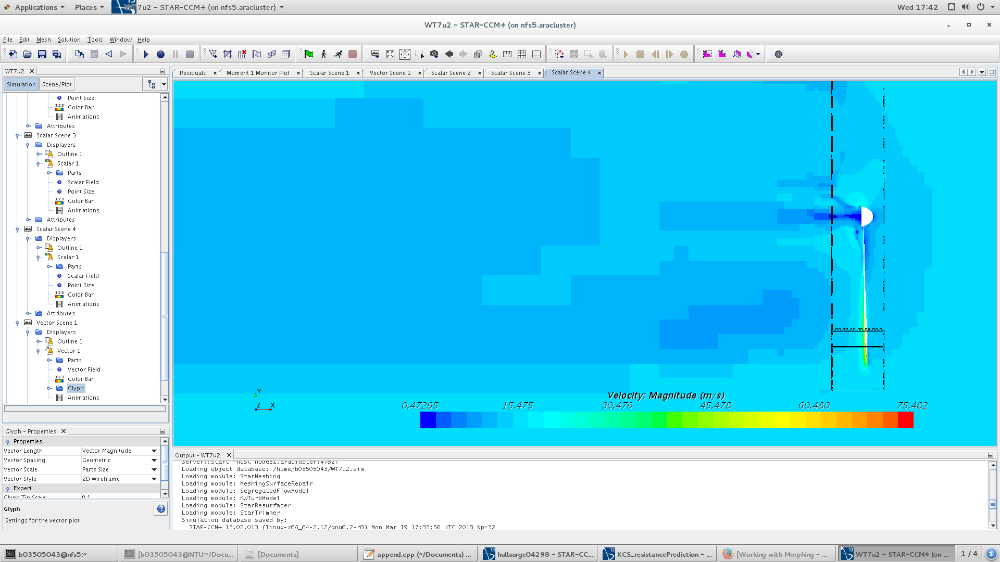 Applications
Places
WT7u2 - STAR-CCM+ (on nfs5.aracluster)
Wed 17:42
WT7u2 - STAR-CCM+ (on nfs5.aracluster)
File Edit Mesh Solution Tools Window Help
WT7u2
Residuals
Moment 1 Monitor Plot
Scalar Scene 1
Vector Scene 1
Scalar Scene 2
Scalar Scene 3
Scalar Scene 4
Simulation
Scene/Plot
Point Size
Color Bar
Animations
Attributes
Scalar Scene 3
Displayers
Outline 1
Scalar 1
Parts
Scalar Field
Point Size
Color Bar
Animations
Attributes
Scalar Scene 4
Displayers
Outline 1
Scalar 1
Parts
Scalar Field
Point Size
Color Bar
Animations
Attributes
Vector Scene 1
Displayers
Outline 1
Vector 1
Parts
Vector Field
Color Bar
Glyph
Animations
Y
Z X
Velocity: Magnitude (m/s)
0.47265 15.475 30.476 45.478 60.480 75.482
Glyph - Properties
Properties
Vector Length Vector Magnitude
Vector Spacing Geometric
Vector Scale Parts Size
Vector Style 2D Wireframe
Expert
Glyph Tip Scale 0.1
Glyph
Settings for the vector plot
Output - WT7u2
Server::start -host node51.aracluster:47827
Loading object database: /home/b03505043/WT7u2.sim
Loading module: StarMeshing
Loading module: MeshingSurfaceRepair
Loading module: SegregatedFlowModel
Loading module: KwTurbModel
Loading module: StarResurfacer
Loading module: StarTrimmer
Simulation database saved by:
STAR-CCM+ 13.02.013 (linux-x86_64-2.12/gnu6.2-r8) Mon Mar 19 17:33:56 UTC 2018 Np=32
b03505043@nfs5:~
[b03505043@NTU:~/Docu...
[Documents]
append.cpp (~/Documents) ...
hullsurge04298 - STAR-CC...
KCS_resistancePrediction - ...
[Working with Morphing - ...
WT7u2 - STAR-CCM+ (on ...
1 / 4
1